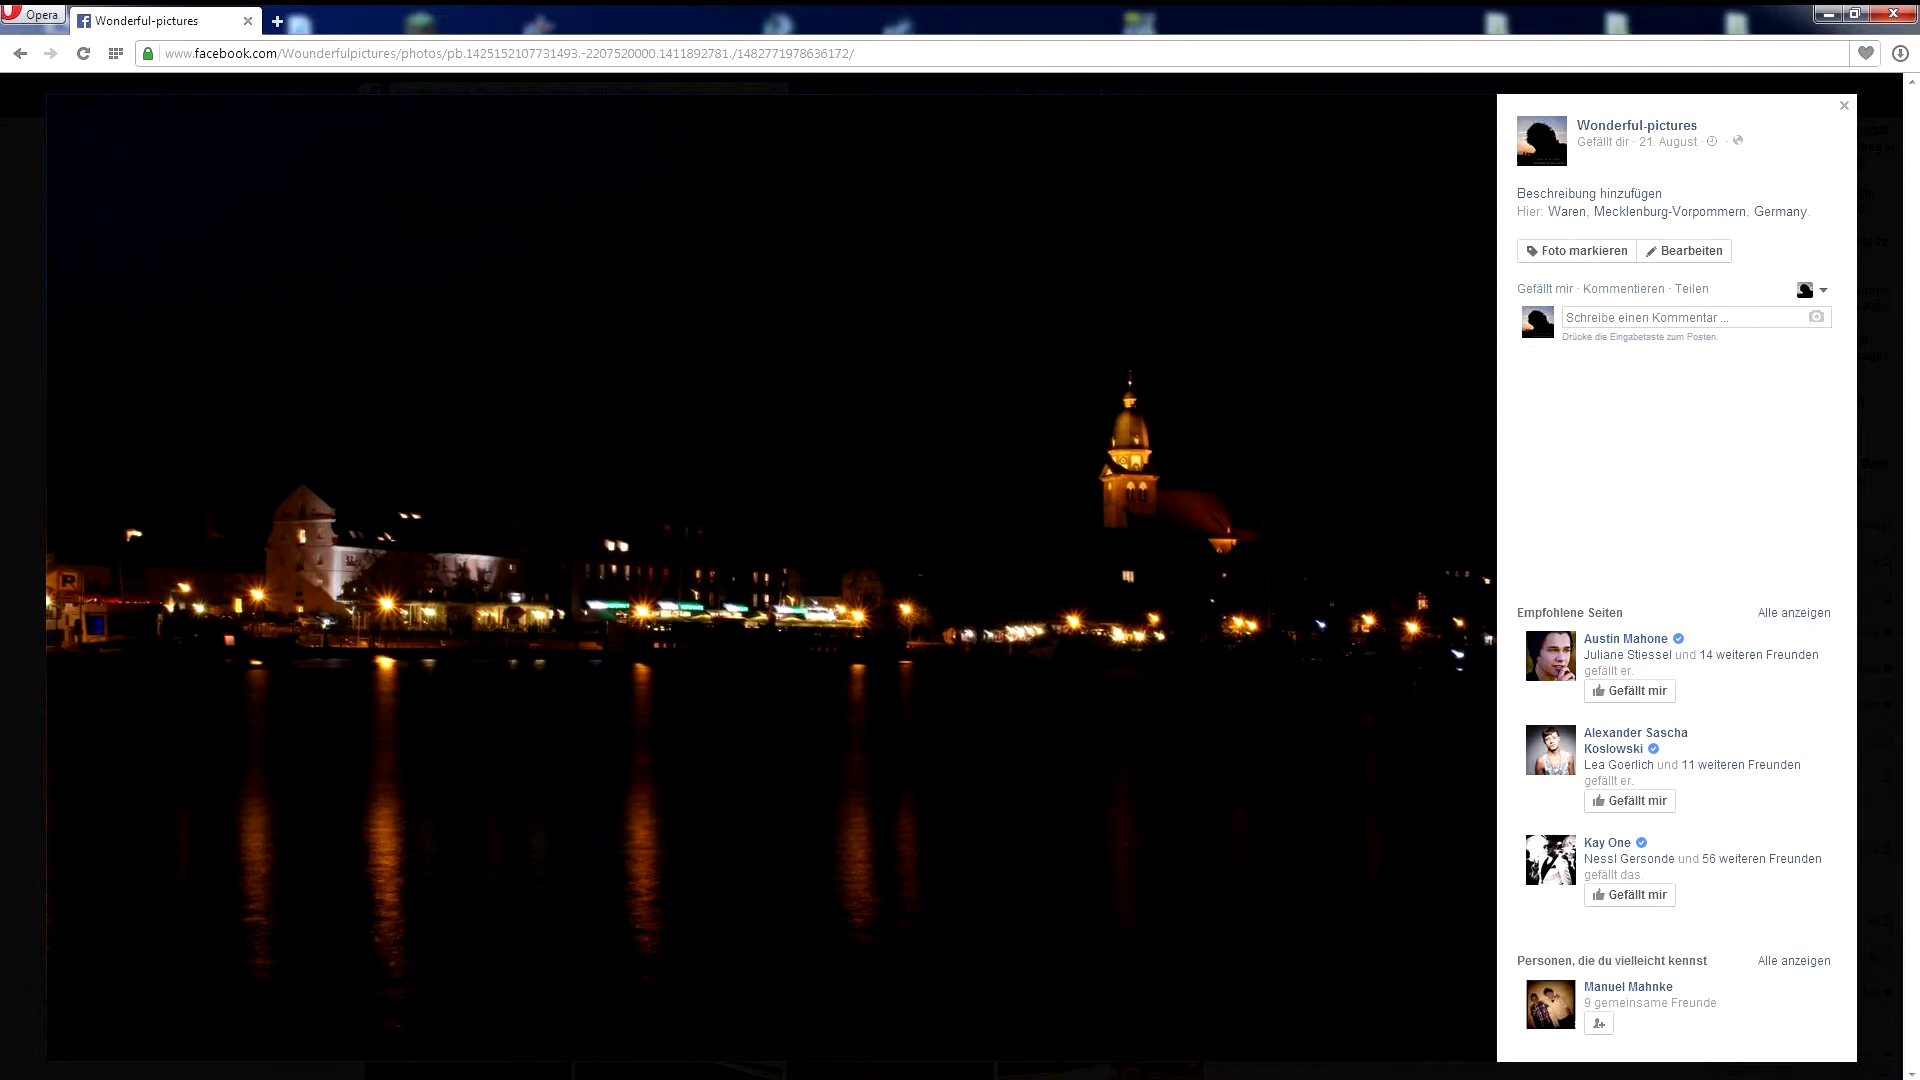 Opera
Wonderful-pictures
www.facebook.com/Wounderfulpictures/photos/pb.1425152107731493.-2207520000.1411892781./1482771978636172/
Wonderful-pictures
Gefällt dir · 21. August ·
Beschreibung hinzufügen
Hier: Waren, Mecklenburg-Vorpommern, Germany.
Foto markieren
Bearbeiten
Gefällt mir · Kommentieren · Teilen
Schreibe einen Kommentar ...
Drücke die Eingabetaste zum Posten.
Empfohlene Seiten
Alle anzeigen
Austin Mahone
Juliane Stiessel und 14 weiteren Freunden
gefällt er.
Gefällt mir
Alexander Sascha
Koslowski
Lea Goerlich und 11 weiteren Freunden
gefällt er.
Gefällt mir
Kay One
Nessl Gersonde und 56 weiteren Freunden
gefällt das.
Gefällt mir
Personen, die du vielleicht kennst
Alle anzeigen
Manuel Mahnke
9 gemeinsame Freunde